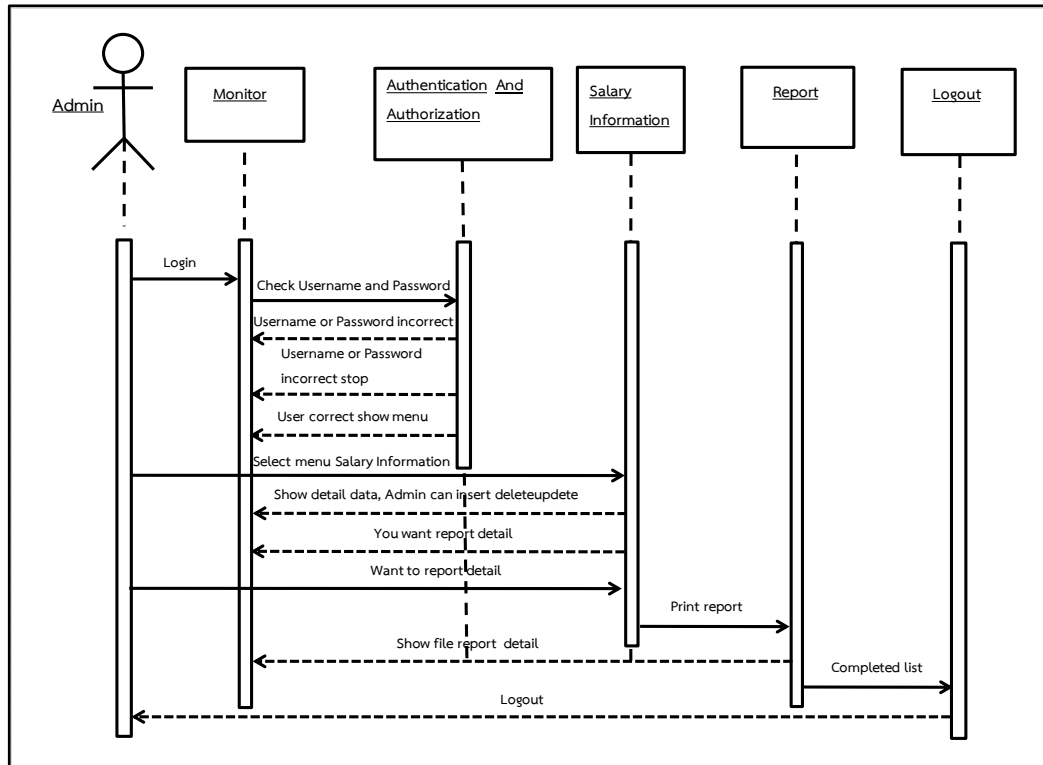 Admin
Monitor
Authentication And
Authorization
Salary
Information
Report
Logout
Login
Check Username and Password
Username or Password incorrect
Username or Password
incorrect stop
User correct show menu
Select menu Salary Information
Show detail data, Admin can insert deleteupdete
You want report detail
Want to report detail
Print report
Show file report detail
Completed list
Logout